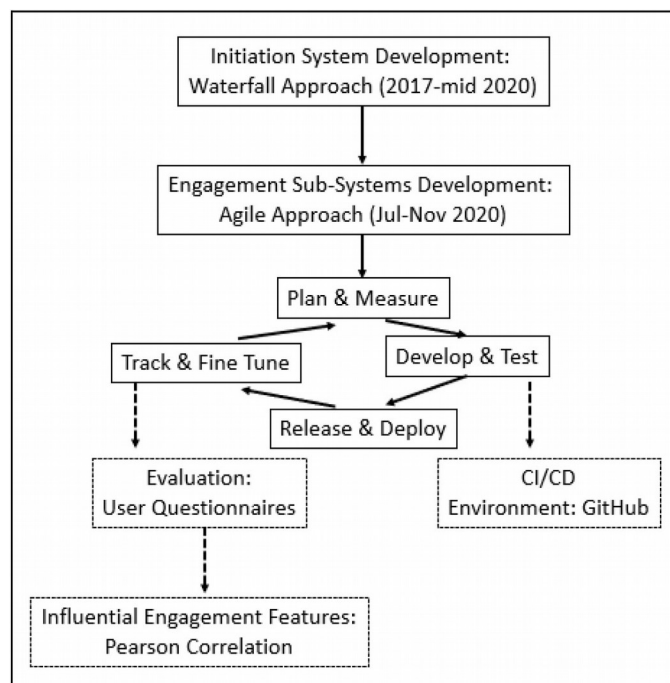 Initiation System Development:
Waterfall Approach (2017-mid 2020)
Engagement Sub-Systems Development:
Agile Approach (Jul-Nov 2020)
Plan & Measure
Track & Fine Tune
Develop & Test
Release & Deploy
Evaluation:
User Questionnaires
CI/CD
Environment: GitHub
Influential Engagement Features:
Pearson Correlation